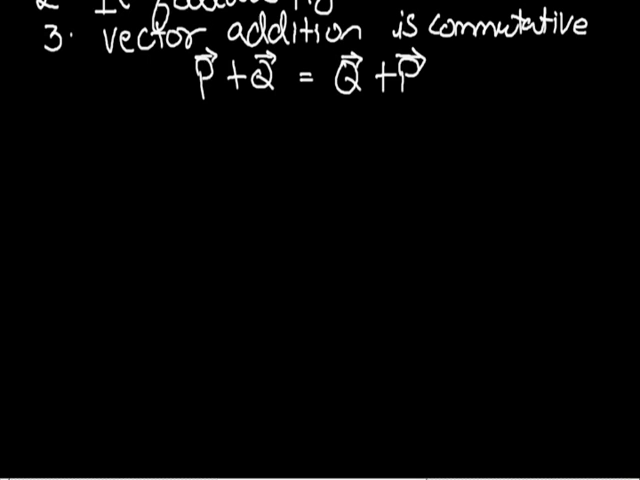 3. vector addition is commutative
P⃗ + Q⃗ = Q⃗ + P⃗